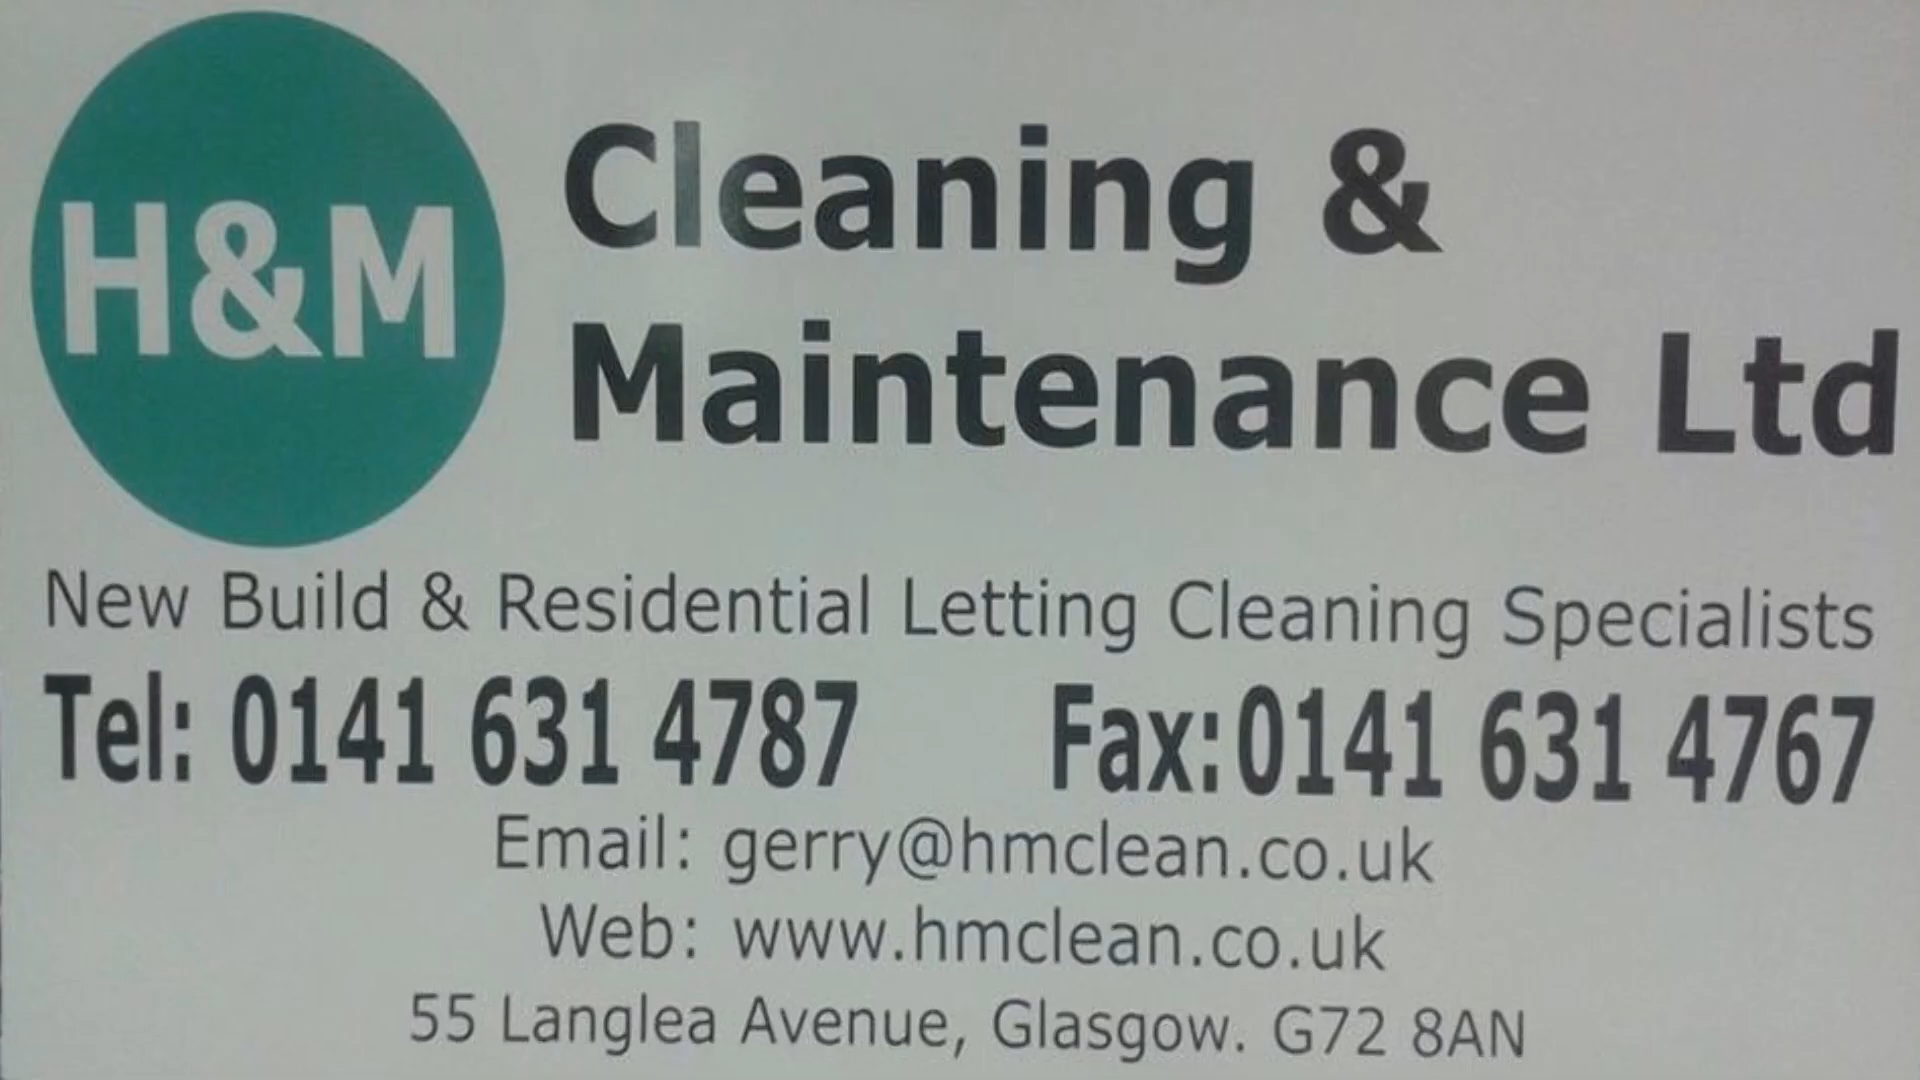 H&M
Cleaning &
Maintenance Ltd
New Build & Residential Letting Cleaning Specialists
Tel: 0141 631 4787 Fax:0141 631 4767
Email: gerry@hmclean.co.uk
Web: www.hmclean.co.uk
55 Langlea Avenue, Glasgow. G72 8AN